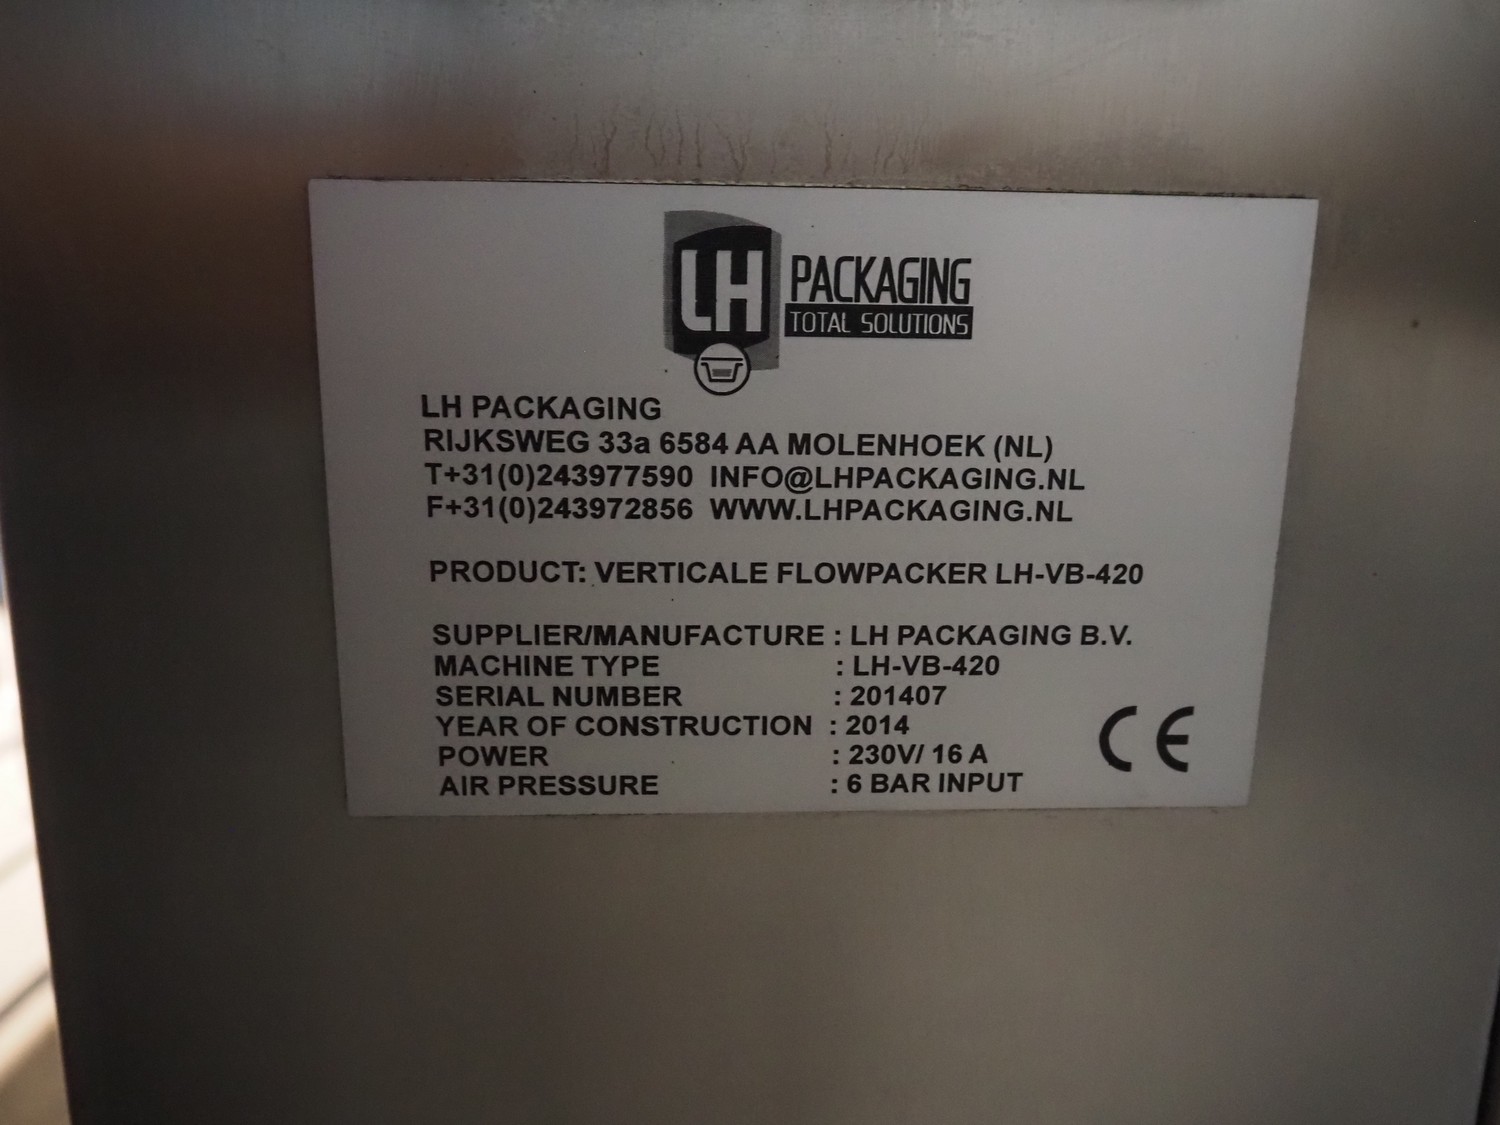 LH PACKAGING
TOTAL SOLUTIONS
LH PACKAGING
RIJKSWEG 33a 6584 AA MOLENHOEK (NL)
T+31(0)243977590 INFO@LHPACKAGING.NL
F+31(0)243972856 WWW.LHPACKAGING.NL
PRODUCT: VERTICALE FLOWPACKER LH-VB-420
SUPPLIER/MANUFACTURE : LH PACKAGING B.V.
MACHINE TYPE : LH-VB-420
SERIAL NUMBER : 201407
YEAR OF CONSTRUCTION : 2014
POWER : 230V/ 16 A
AIR PRESSURE : 6 BAR INPUT
CE